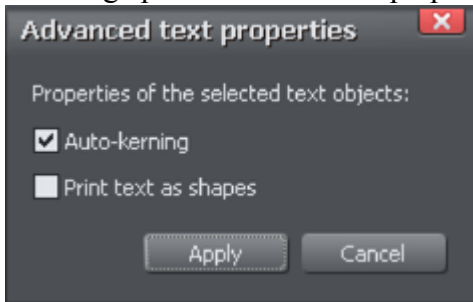 Advanced text properties
Properties of the selected text objects:
Auto-kerning
Print text as shapes
Apply Cancel